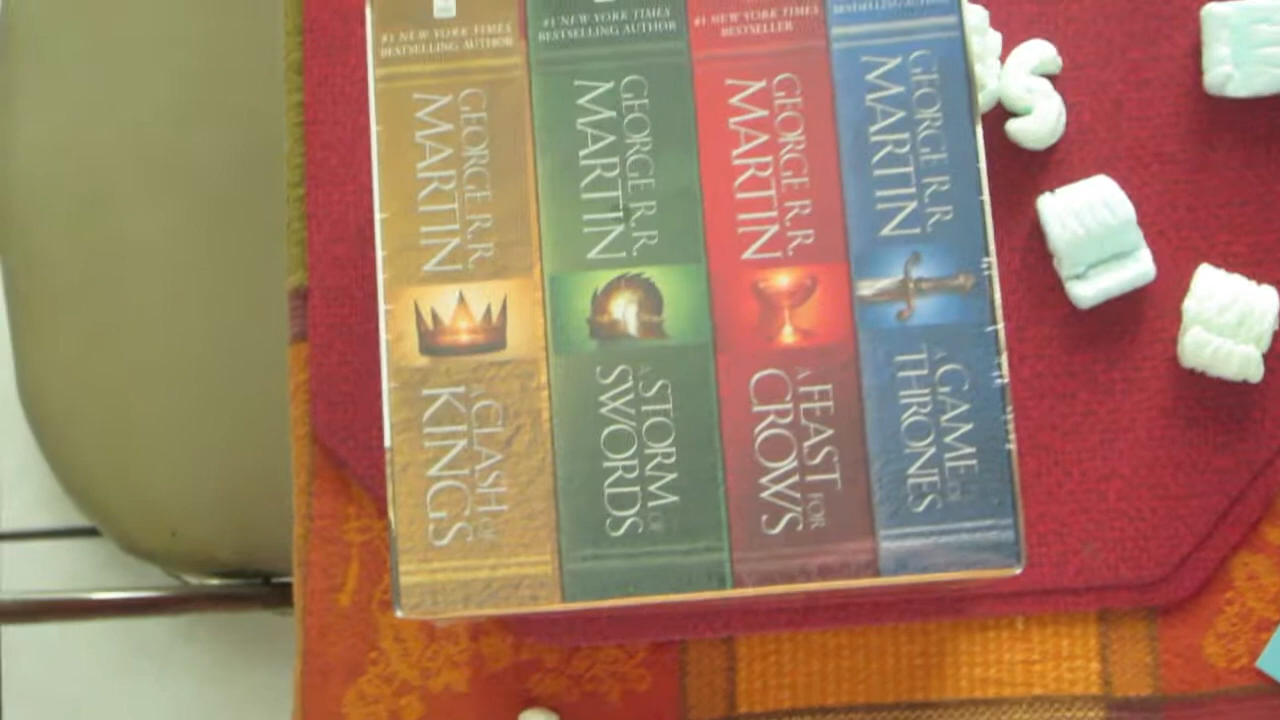 #1 NEW YORK TIMES
BESTSELLING AUTHOR
GEORGE R.R.
MARTIN
A CLASH OF
KINGS
#1 NEW YORK TIMES
BESTSELLING AUTHOR
GEORGE R.R.
MARTIN
A STORM OF
SWORDS
#1 NEW YORK TIMES
BESTSELLER
GEORGE R.R.
MARTIN
A FEAST FOR
CROWS
BESTSELLING AUTHOR
GEORGE R.R.
MARTIN
A GAME OF
THRONES